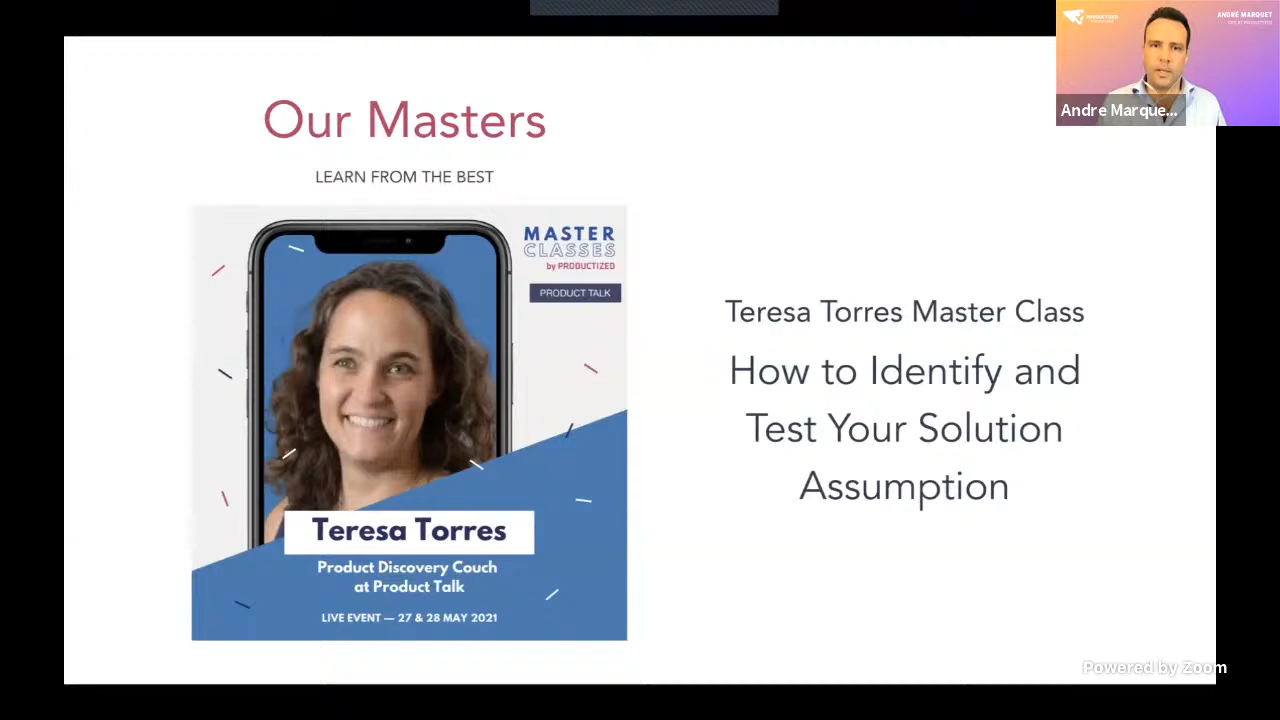 Our Masters
LEARN FROM THE BEST
MASTER
CLASSES
by PRODUCTIZED
PRODUCT TALK
Teresa Torres
Product Discovery Couch
at Product Talk
LIVE EVENT — 27 & 28 MAY 2021
Teresa Torres Master Class
How to Identify and
Test Your Solution
Assumption
PRODUCTIZED
ANDRÉ MARQUET
Andre Marque...
Powered by Zoom